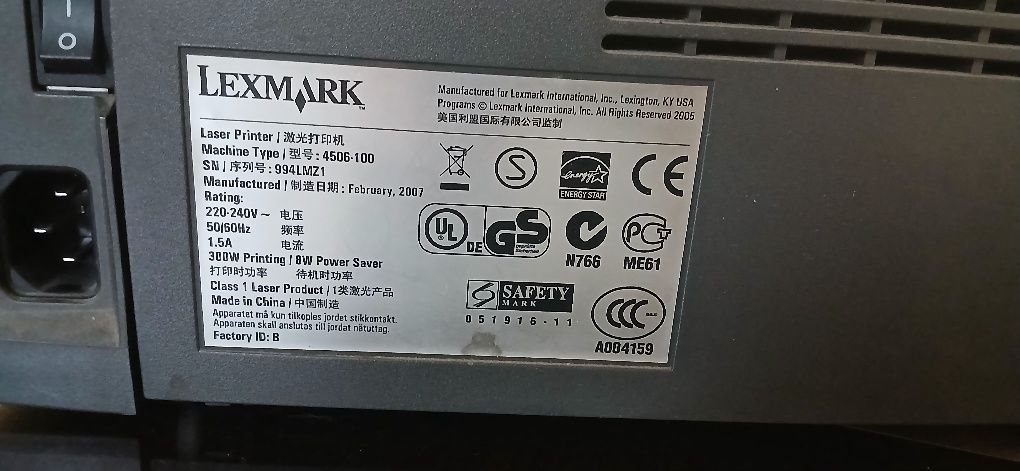 LEXMARK™
Manufactured for Lexmark International, Inc., Lexington, KY USA
Programs © Lexmark International, Inc. All Rights Reserved 2005
美国利盟国际有限公司监制
Laser Printer / 激光打印机
Machine Type / 型号: 4506-100
SN / 序列号: 994LMZ1
Manufactured / 制造日期: February, 2007
Rating:
220-240V ~ 电压
50/60Hz 频率
1.5A 电流
300W Printing / 8W Power Saver
打印时功率 待机时功率
Class 1 Laser Product / 1类激光产品
Made in China / 中国制造
Apparatet må kun tilkoples jordet stikkontakt.
Apparaten skall anslutas till jordat nätuttag.
Factory ID: B
S
energy
ENERGY STAR
CE
UL
DE
GS
geprüfte
Sicherheit
N766
PCT
ME61
S
SAFETY
MARK
051916-11
CCC
A004159